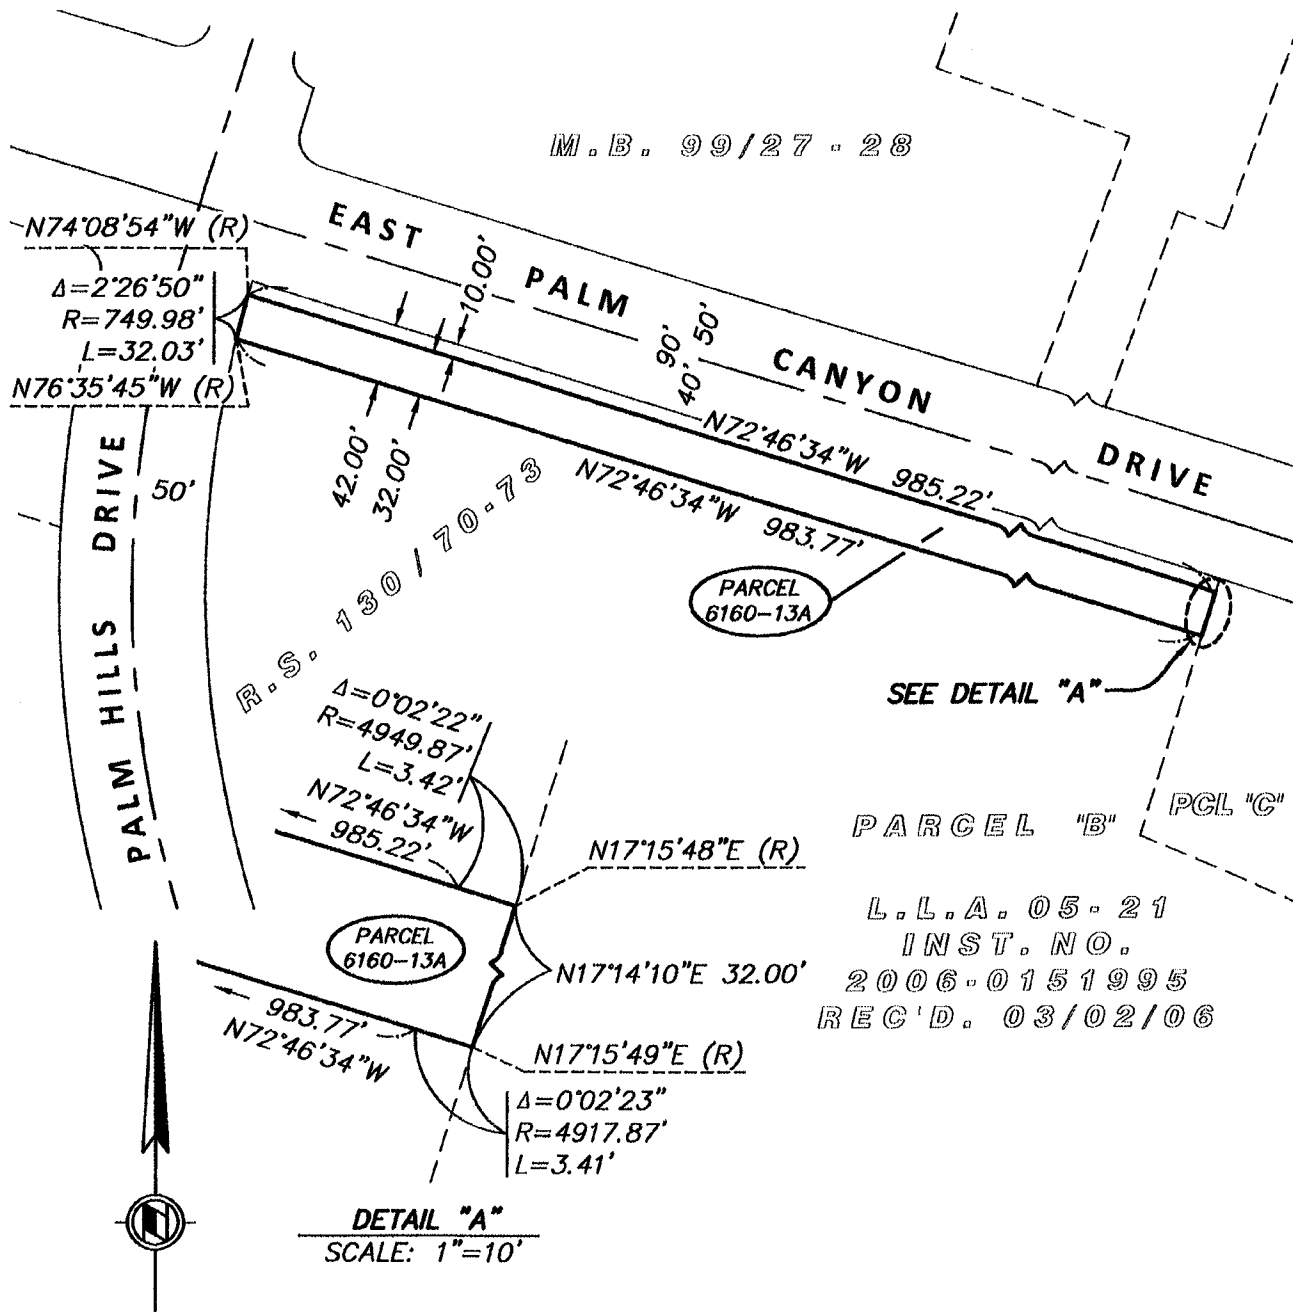 M.B. 99/27-28
EAST PALM CANYON DRIVE
N74°08'54"W (R)
Δ=2°26'50"
R=749.98'
L=32.03'
N76°35'45"W (R)
10.00'
90'
50'
40'
N72°46'34"W 985.22'
N72°46'34"W 983.77'
42.00'
32.00'
50'
PALM HILLS DRIVE
R.S. 130/70-73
PARCEL
6160-13A
SEE DETAIL "A"
Δ=0°02'22"
R=4949.87'
L=3.42'
N72°46'34"W
985.22'
N17°15'48"E (R)
PARCEL "B"
PCL "C"
L.L.A. 05-21
INST. NO.
2006-0151995
REC'D. 03/02/06
PARCEL
6160-13A
N17°14'10"E 32.00'
983.77'
N72°46'34"W
N17°15'49"E (R)
Δ=0°02'23"
R=4917.87'
L=3.41'
DETAIL "A"
SCALE: 1"=10'